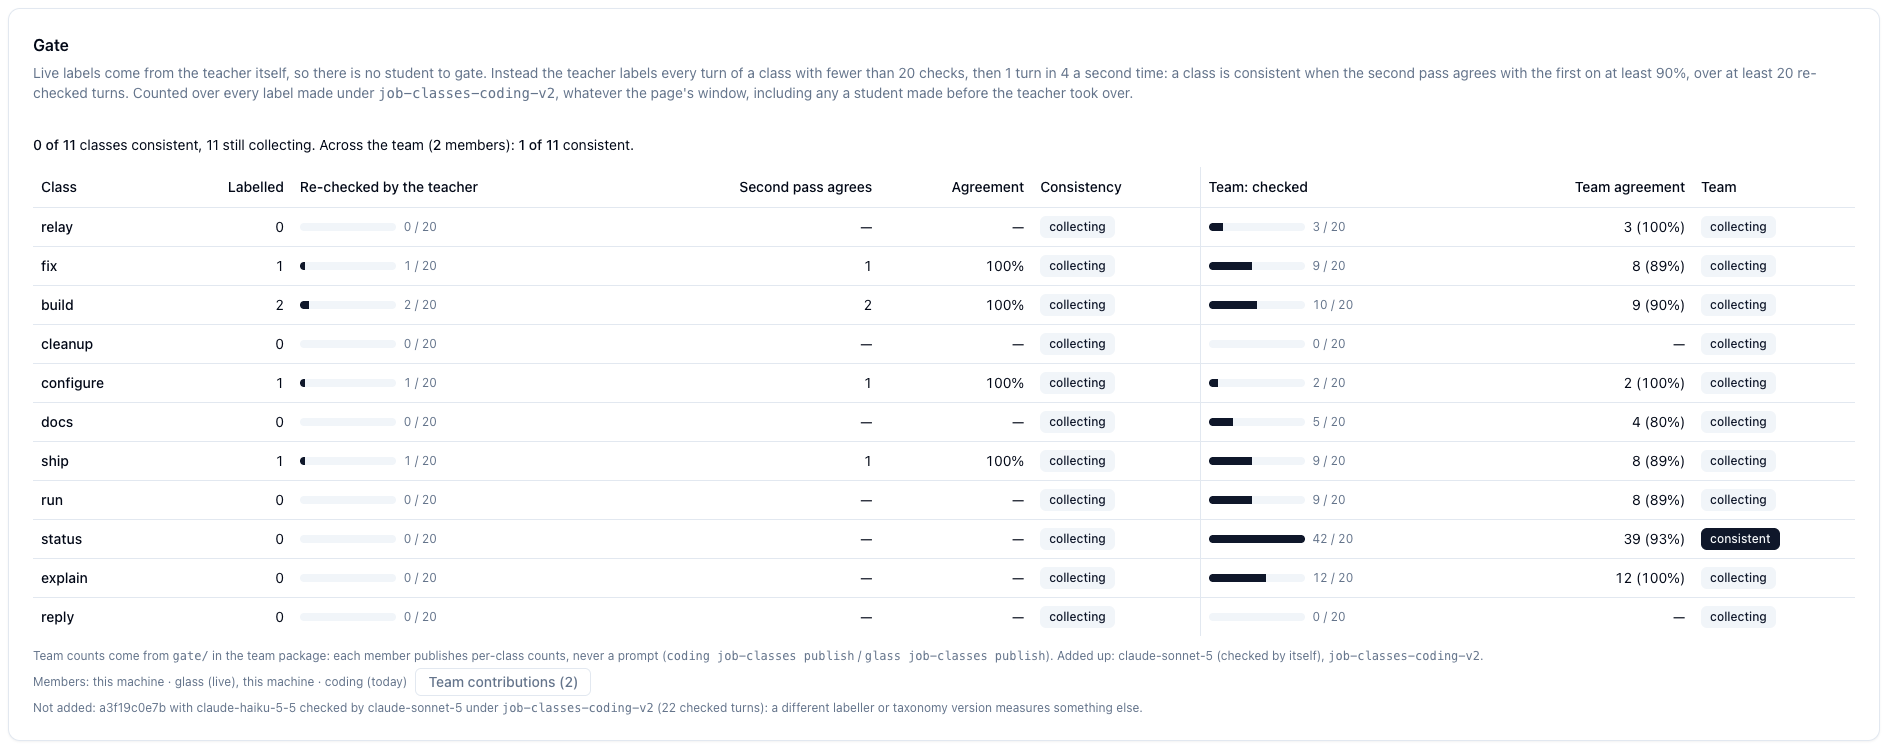 Gate
Live labels come from the teacher itself, so there is no student to gate. Instead the teacher labels every turn of a class with fewer than 20 checks, then 1 turn in 4 a second time: a class is consistent when the second pass agrees with the first on at least 90%, over at least 20 re-
checked turns. Counted over every label made under job-classes-coding-v2, whatever the page's window, including any a student made before the teacher took over.
0 of 11 classes consistent, 11 still collecting. Across the team (2 members): 1 of 11 consistent.
Class Labelled Re-checked by the teacher Second pass agrees Agreement Consistency Team: checked Team agreement Team
relay 0 0 / 20 — — collecting 3 / 20 3 (100%) collecting
fix 1 1 / 20 1 100% collecting 9 / 20 8 (89%) collecting
build 2 2 / 20 2 100% collecting 10 / 20 9 (90%) collecting
cleanup 0 0 / 20 — — collecting 0 / 20 — collecting
configure 1 1 / 20 1 100% collecting 2 / 20 2 (100%) collecting
docs 0 0 / 20 — — collecting 5 / 20 4 (80%) collecting
ship 1 1 / 20 1 100% collecting 9 / 20 8 (89%) collecting
run 0 0 / 20 — — collecting 9 / 20 8 (89%) collecting
status 0 0 / 20 — — collecting 42 / 20 39 (93%) consistent
explain 0 0 / 20 — — collecting 12 / 20 12 (100%) collecting
reply 0 0 / 20 — — collecting 0 / 20 — collecting
Team counts come from gate/ in the team package: each member publishes per-class counts, never a prompt (coding job-classes publish / glass job-classes publish). Added up: claude-sonnet-5 (checked by itself), job-classes-coding-v2.
Members: this machine · glass (live), this machine · coding (today) Team contributions (2)
Not added: a3f19c0e7b with claude-haiku-5-5 checked by claude-sonnet-5 under job-classes-coding-v2 (22 checked turns): a different labeller or taxonomy version measures something else.